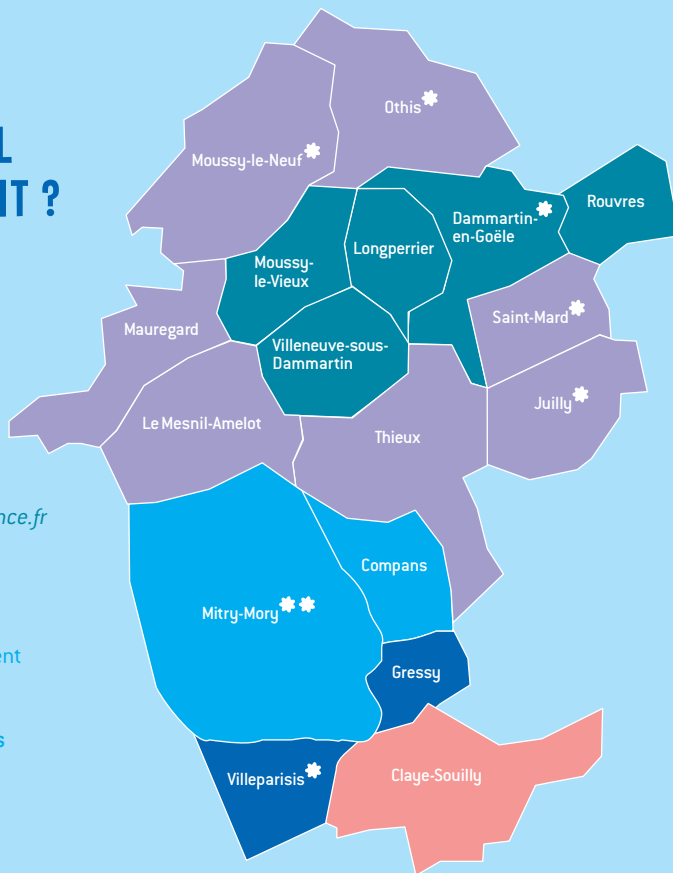 L
IT ?
Othis
Moussy-le-Neuf
Rouvres
Dammartin-
en-Goële
Longperrier
Moussy-
le-Vieux
Saint-Mard
Mauregard
Villeneuve-sous-
Dammartin
Juilly
Le Mesnil-Amelot
Thieux
nce.fr
Compans
Mitry-Mory
ent
Gressy
s
Villeparisis
Claye-Souilly